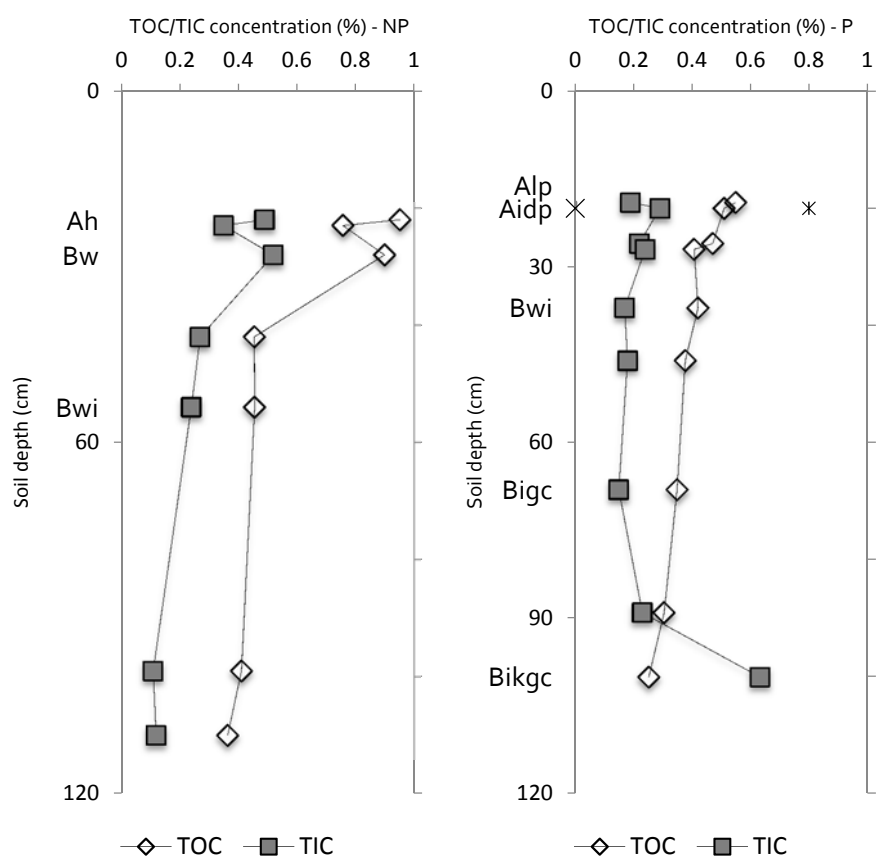 TOC/TIC concentration (%) - NP
0 0.2 0.4 0.6 0.8 1
0
Ah
Bw
Bwi
60
120
Soil depth (cm)
TOC TIC
TOC/TIC concentration (%) - P
0 0.2 0.4 0.6 0.8 1
0
Alp
Aidp
30
Bwi
60
Bigc
90
Bikgc
120
Soil depth (cm)
TOC TIC